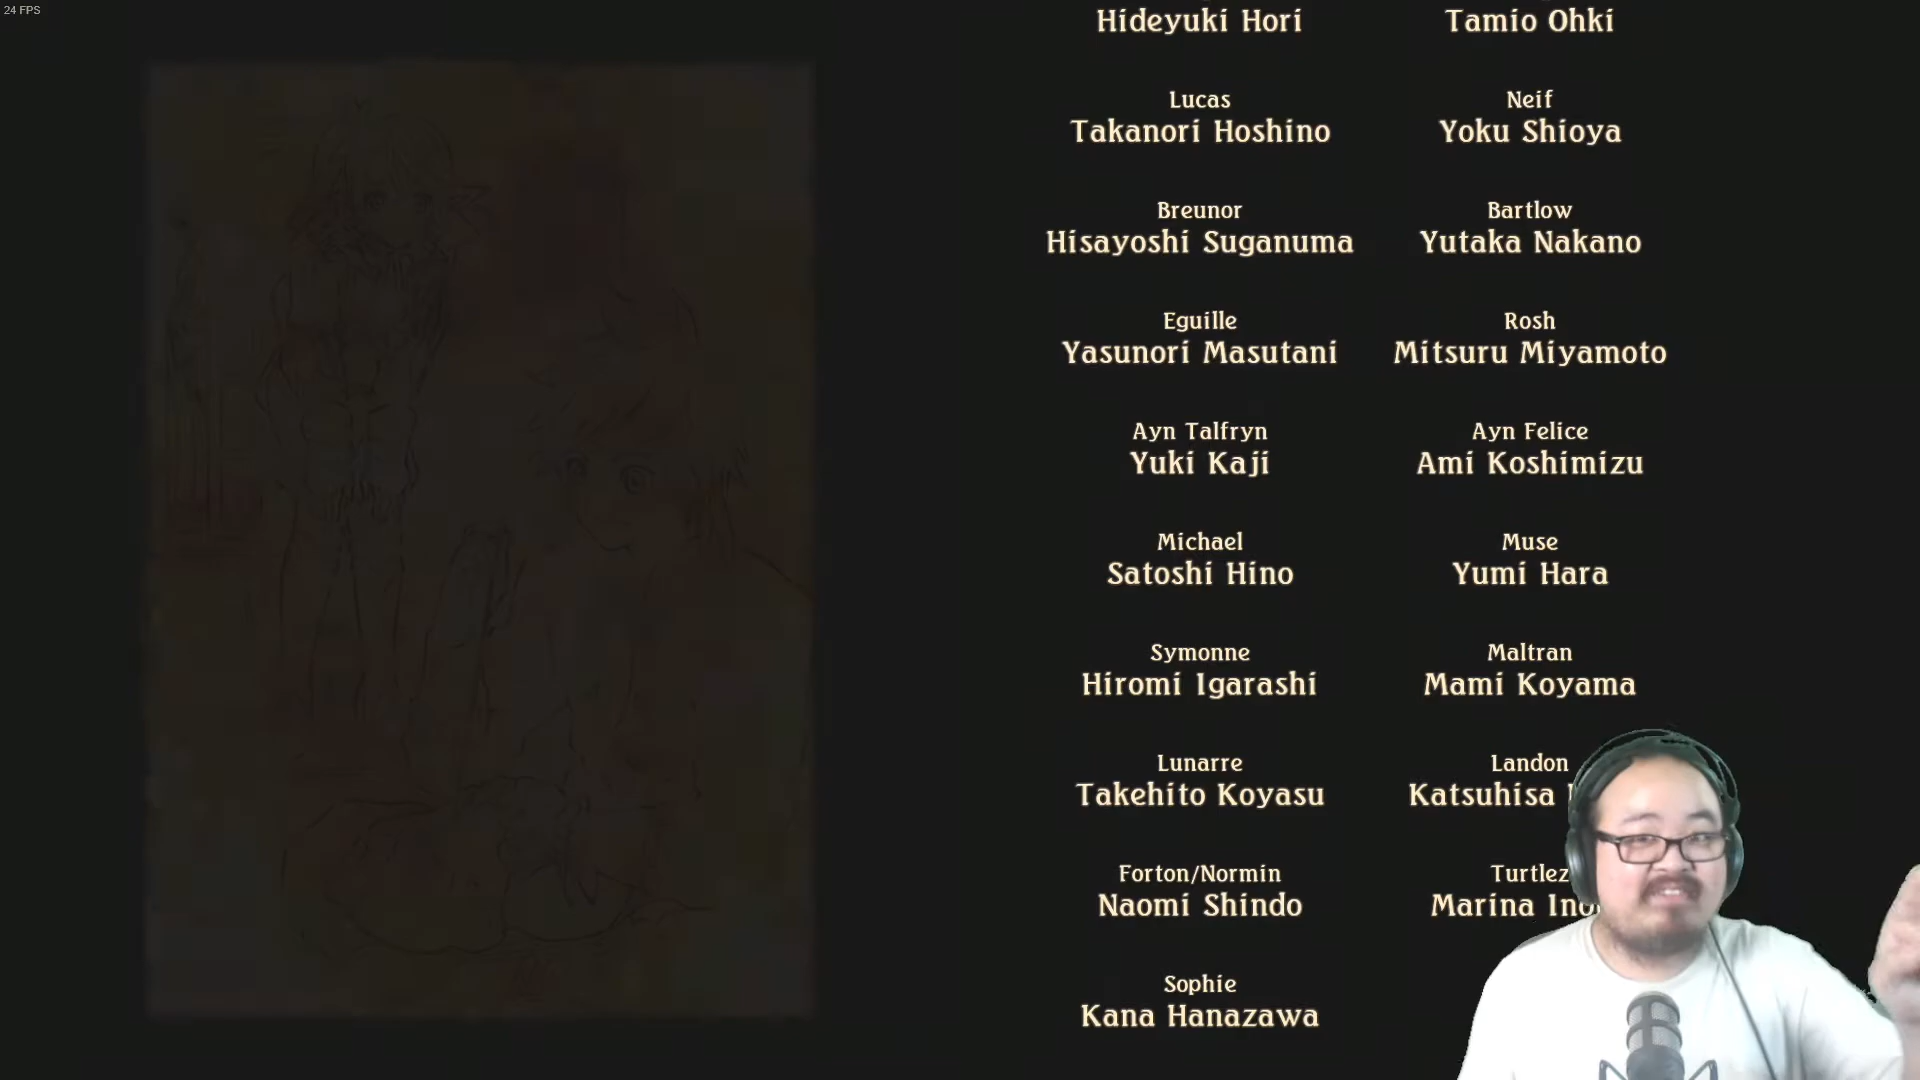 24 FPS
Hideyuki Hori
Tamio Ohki
Lucas
Takanori Hoshino
Neif
Yoku Shioya
Breunor
Hisayoshi Suganuma
Bartlow
Yutaka Nakano
Eguille
Yasunori Masutani
Rosh
Mitsuru Miyamoto
Ayn Talfryn
Yuki Kaji
Ayn Felice
Ami Koshimizu
Michael
Satoshi Hino
Muse
Yumi Hara
Symonne
Hiromi Igarashi
Maltran
Mami Koyama
Lunarre
Takehito Koyasu
Landon
Katsuhisa
Forton/Normin
Naomi Shindo
Turtlez
Marina
Sophie
Kana Hanazawa